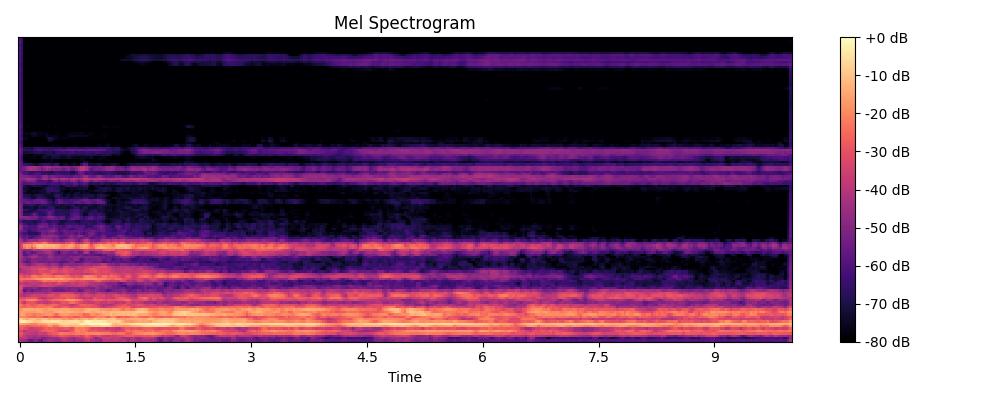 Mel Spectrogram
+0 dB
-10 dB
-20 dB
-30 dB
-40 dB
-50 dB
-60 dB
-70 dB
-80 dB
0 1.5 3 4.5 6 7.5 9
Time